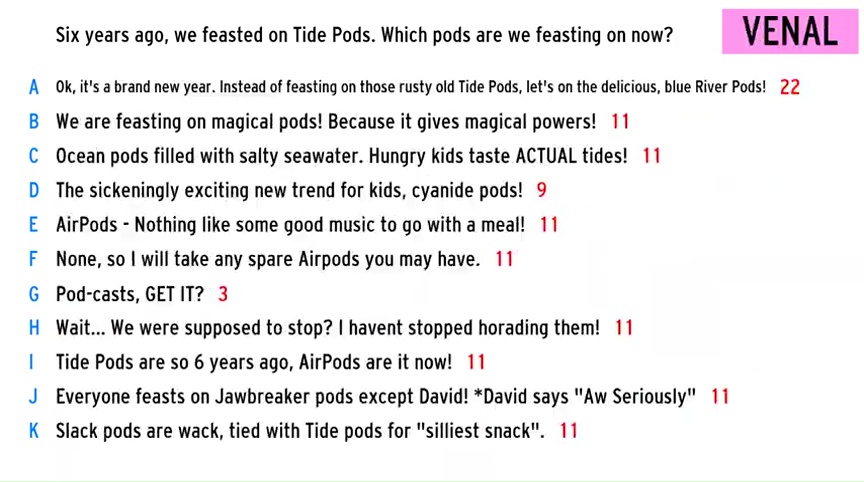 Six years ago, we feasted on Tide Pods. Which pods are we feasting on now?
VENAL
A Ok, it's a brand new year. Instead of feasting on those rusty old Tide Pods, let's on the delicious, blue River Pods! 22
B We are feasting on magical pods! Because it gives magical powers! 11
C Ocean pods filled with salty seawater. Hungry kids taste ACTUAL tides! 11
D The sickeningly exciting new trend for kids, cyanide pods! 9
E AirPods - Nothing like some good music to go with a meal! 11
F None, so I will take any spare Airpods you may have. 11
G Pod-casts, GET IT? 3
H Wait... We were supposed to stop? I havent stopped horading them! 11
I Tide Pods are so 6 years ago, AirPods are it now! 11
J Everyone feasts on Jawbreaker pods except David! *David says "Aw Seriously" 11
K Slack pods are wack, tied with Tide pods for "silliest snack". 11